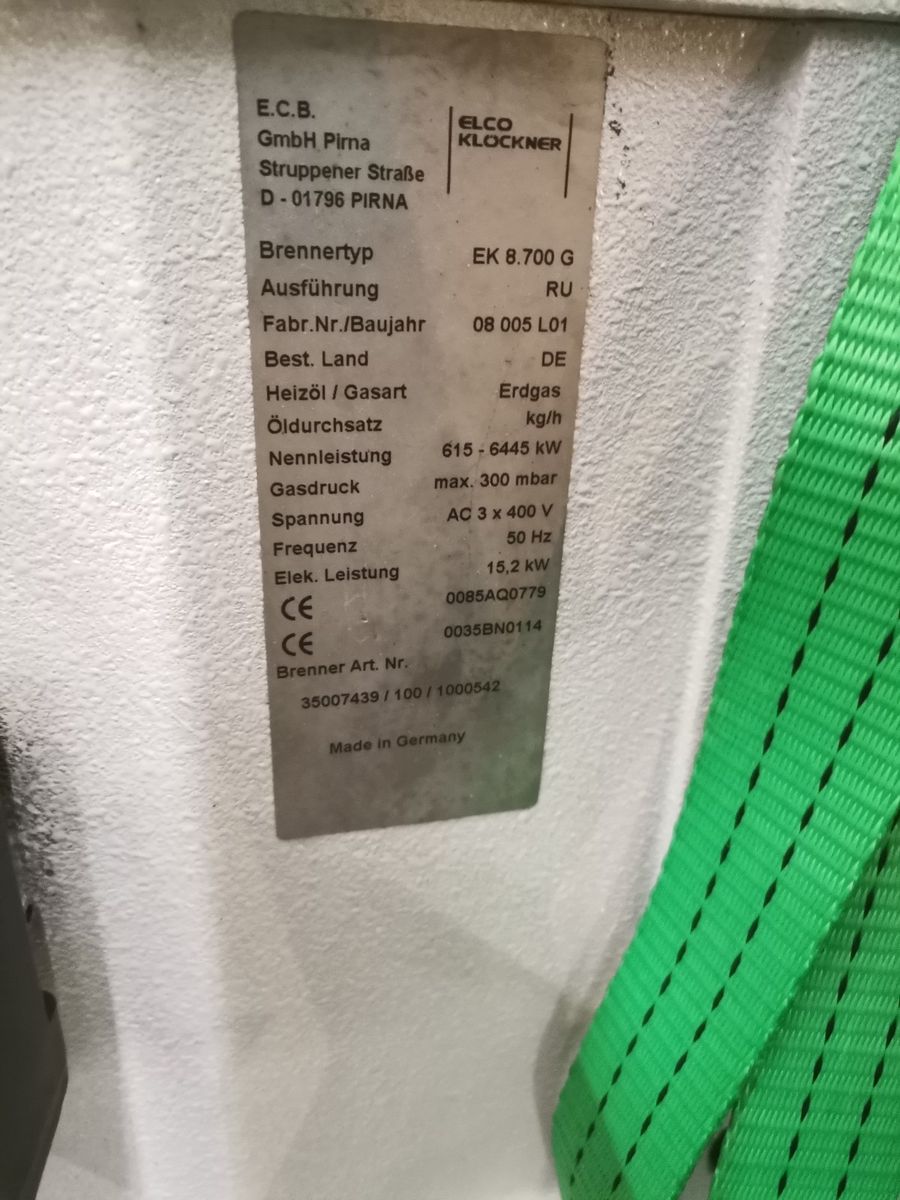 E.C.B.
GmbH Pirna
Struppener Straße
D - 01796 PIRNA
ELCO
KLÖCKNER
Brennertyp EK 8.700 G
Ausführung RU
Fabr.Nr./Baujahr 08 005 L01
Best. Land DE
Heizöl / Gasart Erdgas
Öldurchsatz kg/h
Nennleistung 615 - 6445 kW
Gasdruck max. 300 mbar
Spannung AC 3 x 400 V
Frequenz 50 Hz
Elek. Leistung 15,2 kW
CE 0085AQ0779
CE 0035BN0114
Brenner Art. Nr.
35007439 / 100 / 1000542
Made in Germany